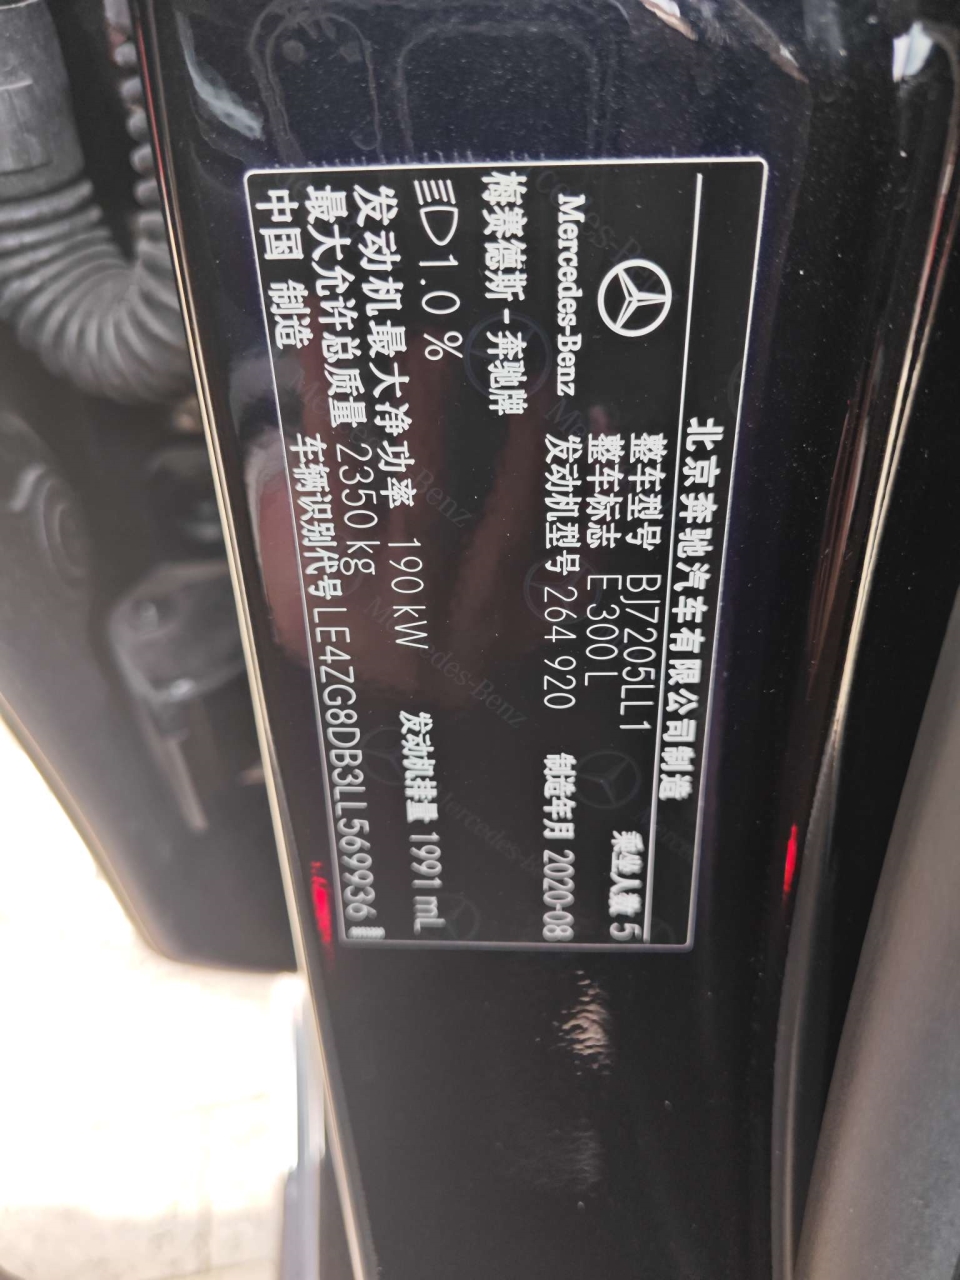 北京奔驰汽车有限公司制造
Mercedes-Benz
整车型号 BJ7205LL1
整车标志 E 300 L
乘坐人数 5
发动机型号 264 920
制造年月 2020-08
梅赛德斯-奔驰牌
1.0 %
发动机最大净功率 190 kW
发动机排量 1991 mL
最大允许总质量 2350 kg
中国 制造
车辆识别代号 LE4ZG8DB3LL569936